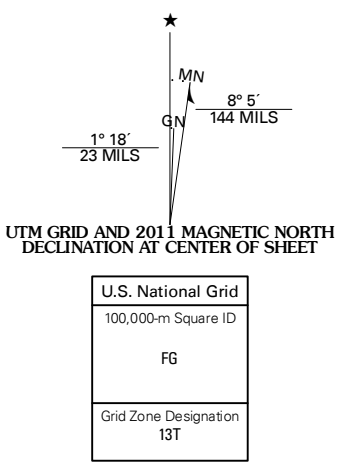 ★
MN
GN
8° 5´
144 MILS
1° 18´
23 MILS
UTM GRID AND 2011 MAGNETIC NORTH
DECLINATION AT CENTER OF SHEET
U.S. National Grid
100,000-m Square ID
FG
Grid Zone Designation
13T